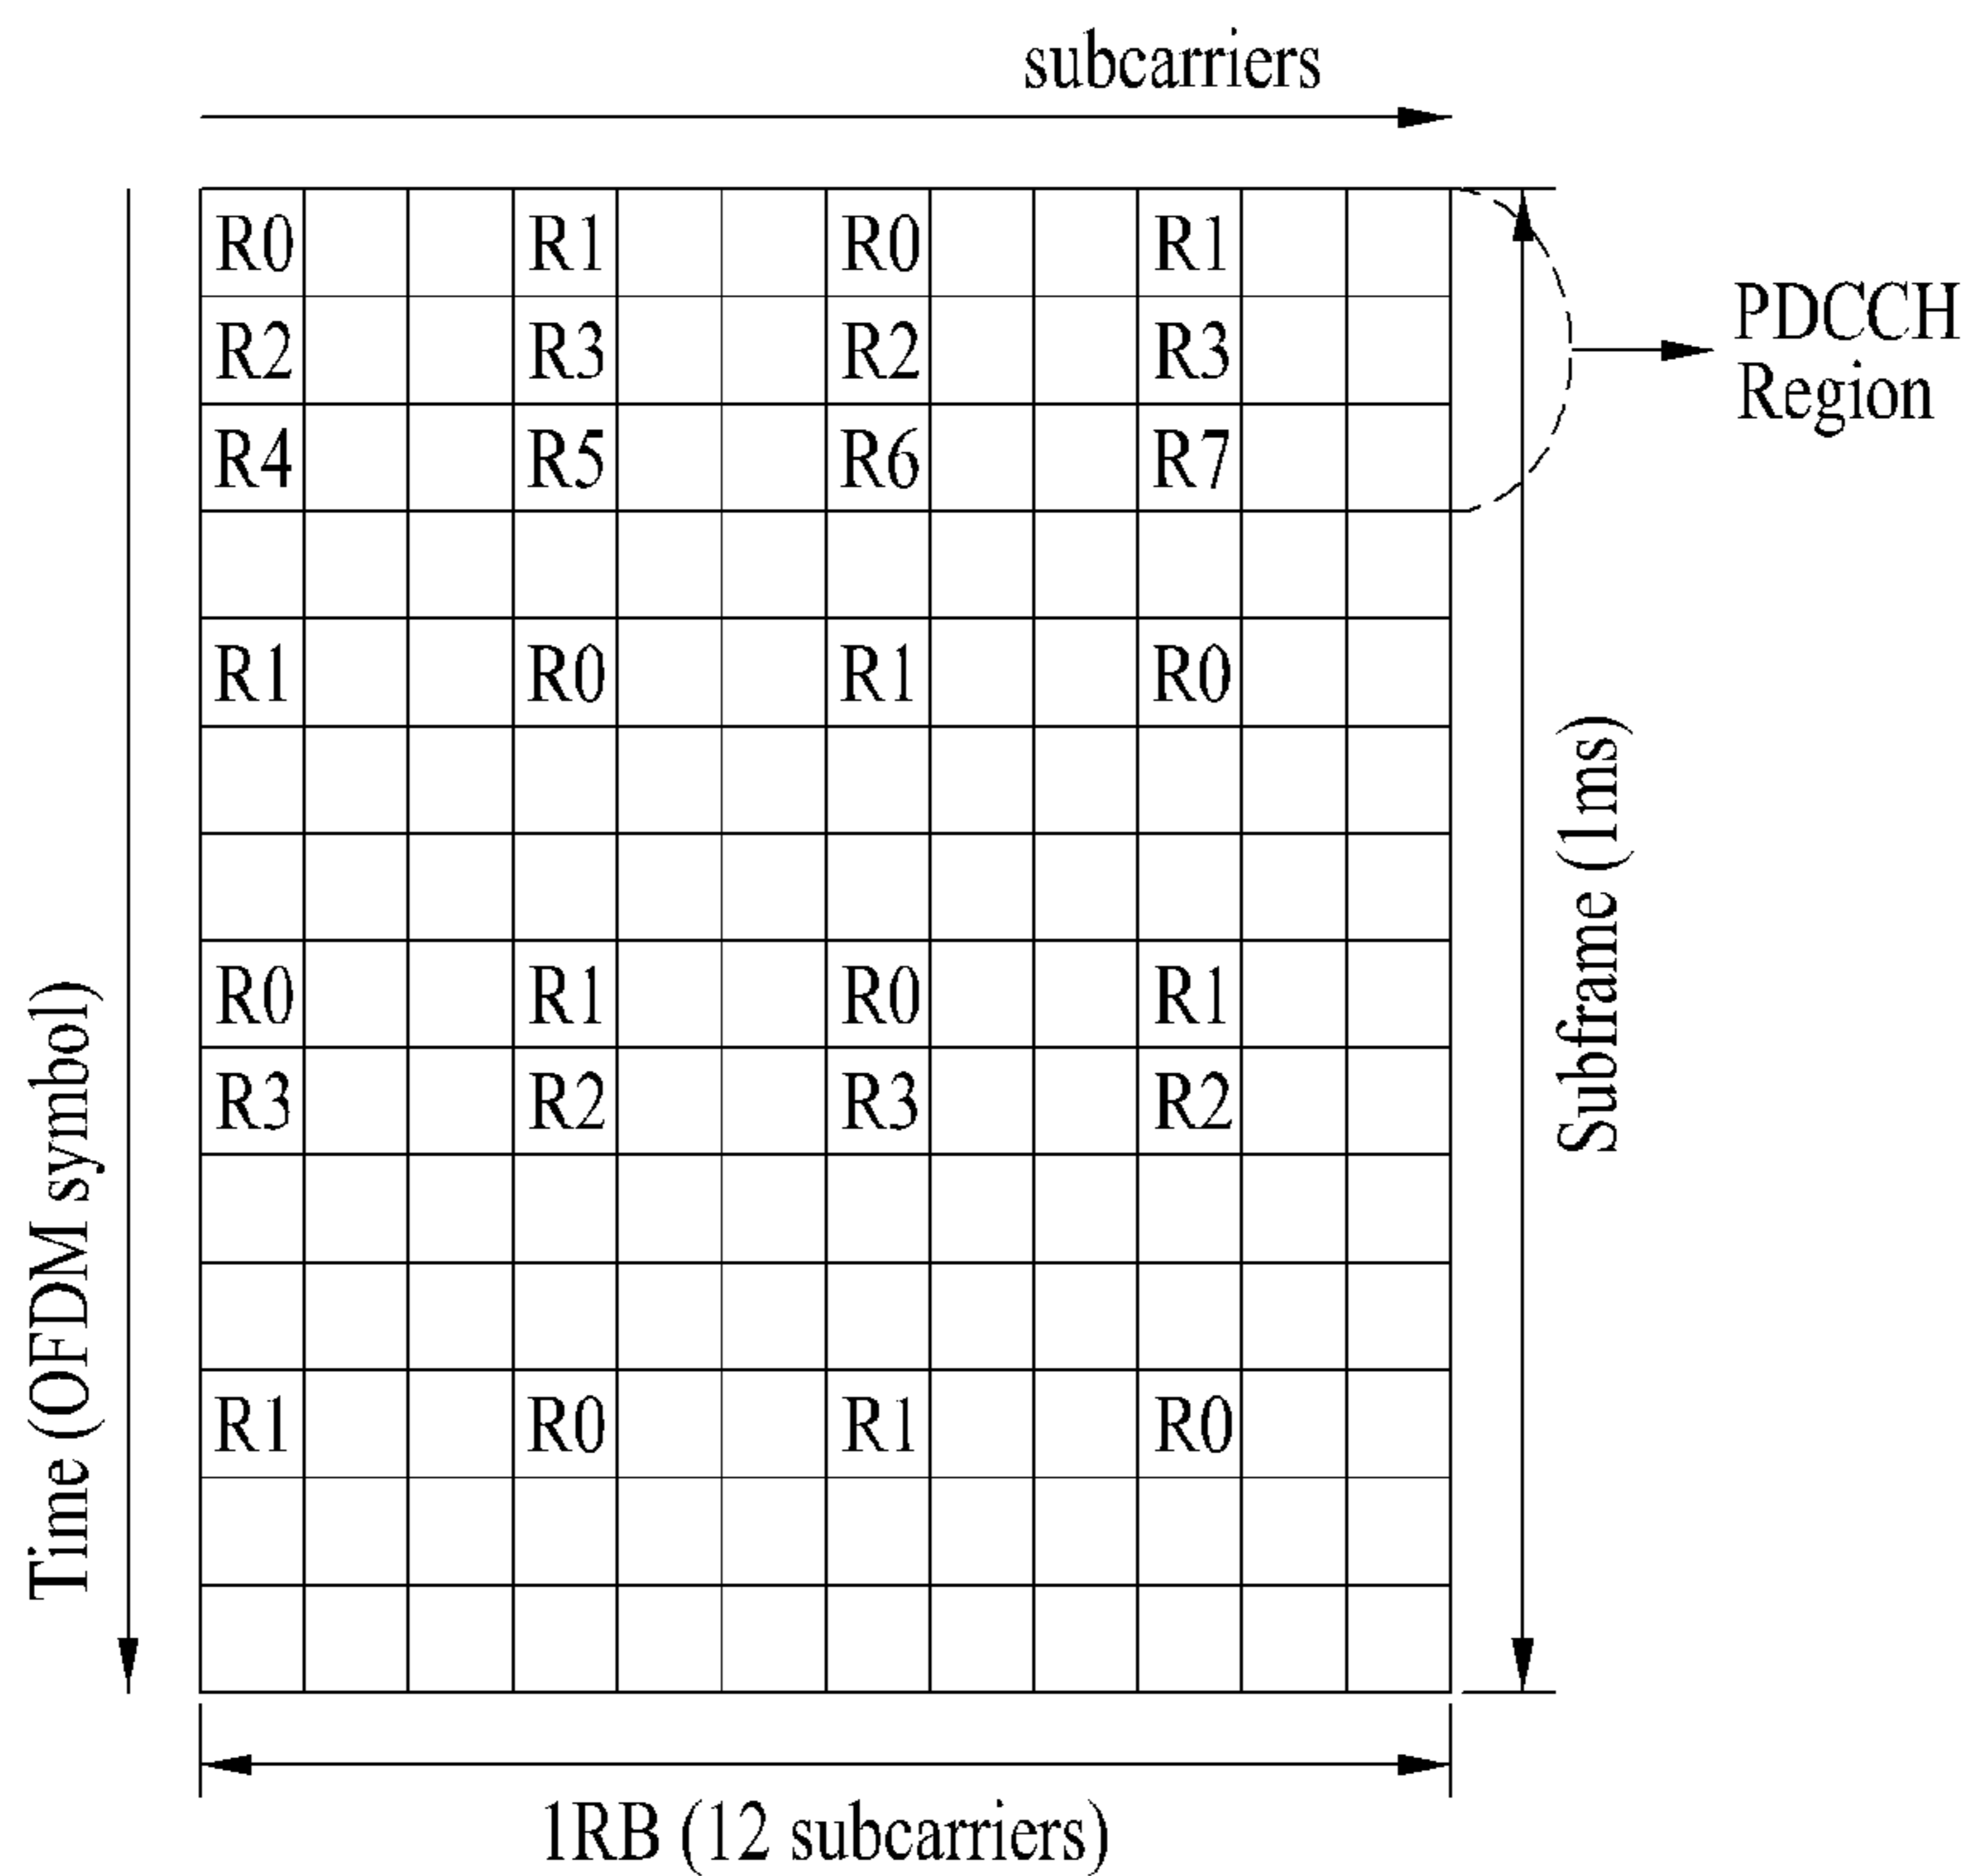 subcarriers
R0 R1 R0 R1
R2 R3 R2 R3
R4 R5 R6 R7
PDCCH
Region
R1 R0 R1 R0
R0 R1 R0 R1
R3 R2 R3 R2
R1 R0 R1 R0
Time (OFDM symbol)
Subframe (1ms)
1RB (12 subcarriers)